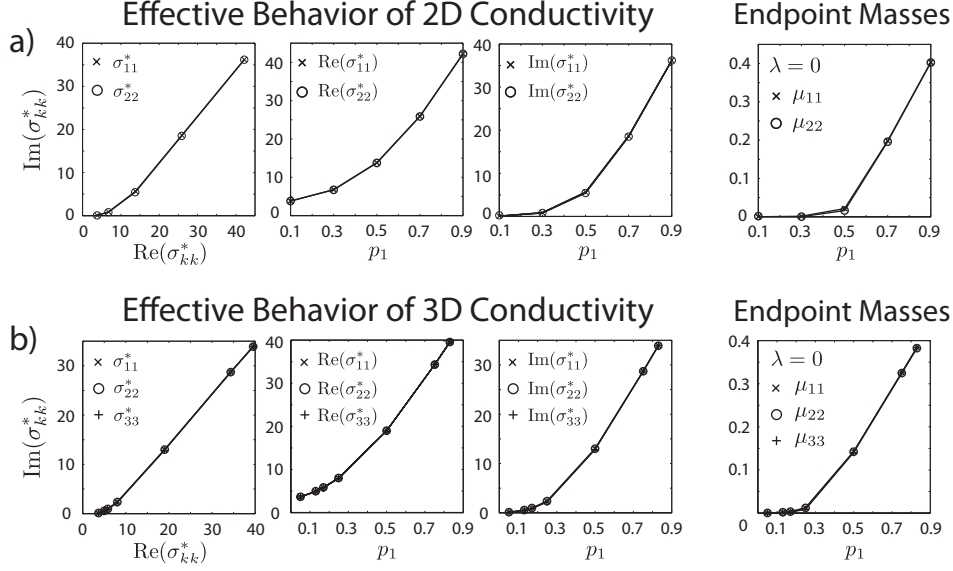 Effective Behavior of 2D Conductivity
Endpoint Masses
a)
Im(σ*kk)
40
30
20
10
0
× σ*11
○ σ*22
0 10 20 30 40
Re(σ*kk)
40
30
20
10
0
× Re(σ*11)
○ Re(σ*22)
0.1 0.3 0.5 0.7 0.9
p1
40
30
20
10
0
× Im(σ*11)
○ Im(σ*22)
0.1 0.3 0.5 0.7 0.9
p1
0.4
0.3
0.2
0.1
0
λ = 0
× μ11
○ μ22
0.1 0.3 0.5 0.7 0.9
p1
Effective Behavior of 3D Conductivity
Endpoint Masses
b)
Im(σ*kk)
30
20
10
0
× σ*11
○ σ*22
+ σ*33
0 10 20 30 40
Re(σ*kk)
40
30
20
10
0
× Re(σ*11)
○ Re(σ*22)
+ Re(σ*33)
0.1 0.3 0.5 0.7 0.9
p1
30
20
10
0
× Im(σ*11)
○ Im(σ*22)
+ Im(σ*33)
0.1 0.3 0.5 0.7 0.9
p1
0.4
0.3
0.2
0.1
0
λ = 0
× μ11
○ μ22
+ μ33
0.1 0.3 0.5 0.7 0.9
p1